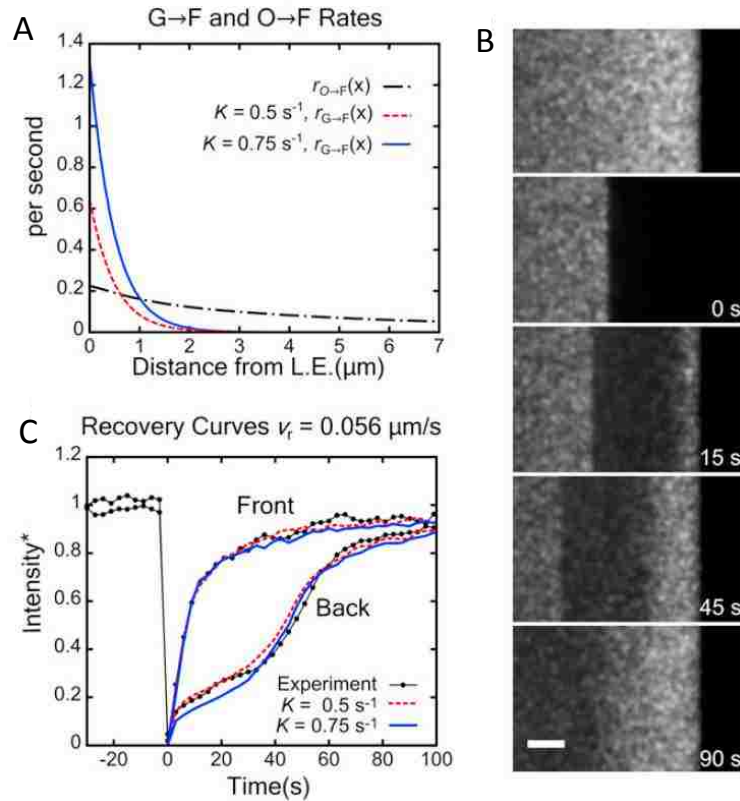 A
G→F and O→F Rates
1.4
1.2
1
0.8
0.6
0.4
0.2
0
per second
r_O→F(x)
K = 0.5 s⁻¹, r_G→F(x)
K = 0.75 s⁻¹, r_G→F(x)
0 1 2 3 4 5 6 7
Distance from L.E.(µm)
B
0 s
15 s
45 s
90 s
C
Recovery Curves v_r = 0.056 µm/s
1.2
1
0.8
0.6
0.4
0.2
0
Intensity*
Front
Back
Experiment
K = 0.5 s⁻¹
K = 0.75 s⁻¹
-20 0 20 40 60 80 100
Time(s)